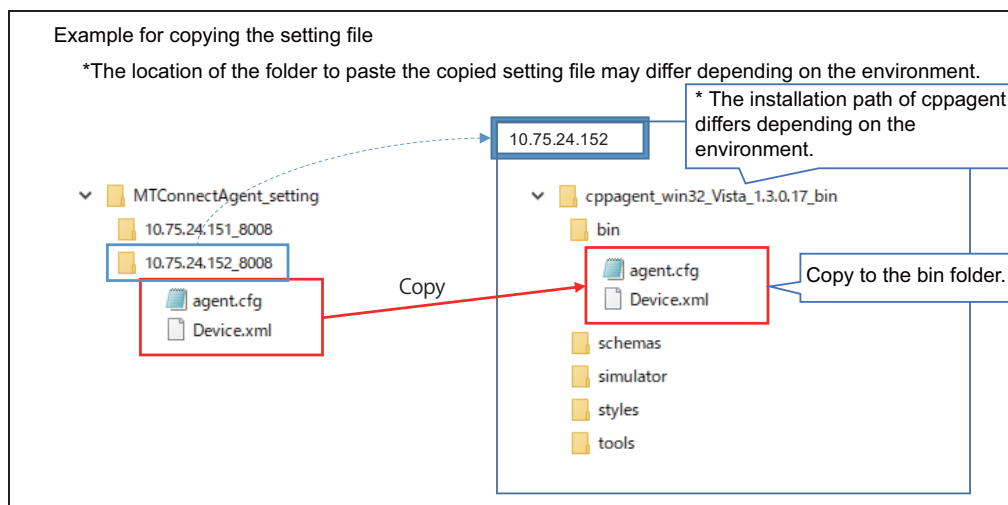 Example for copying the setting file
*The location of the folder to paste the copied setting file may differ depending on the environment.
* The installation path of cppagent
differs depending on the
environment.
10.75.24.152
MTConnectAgent_setting
10.75.24.151_8008
10.75.24.152_8008
agent.cfg
Device.xml
Copy
cppagent_win32_Vista_1.3.0.17_bin
bin
agent.cfg
Device.xml
Copy to the bin folder.
schemas
simulator
styles
tools